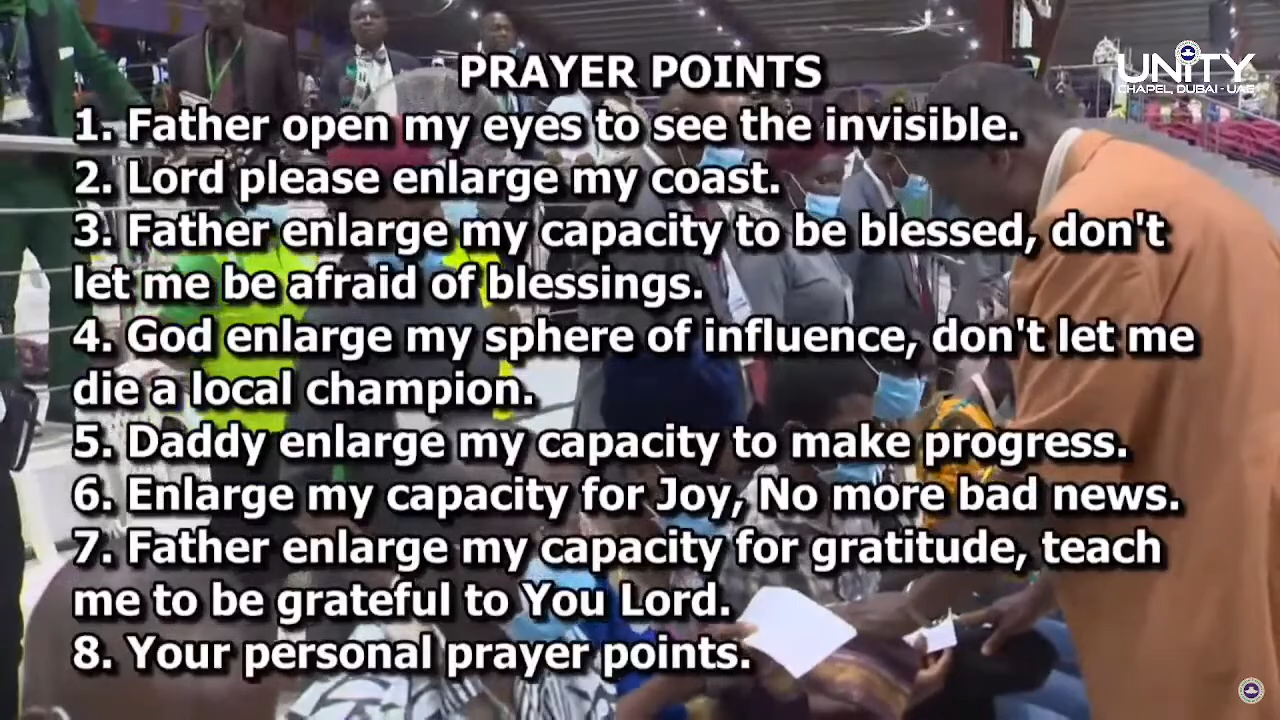 PRAYER POINTS
UNITY
CHAPEL, DUBAI - UAE
1. Father open my eyes to see the invisible.
2. Lord please enlarge my coast.
3. Father enlarge my capacity to be blessed, don't
let me be afraid of blessings.
4. God enlarge my sphere of influence, don't let me
die a local champion.
5. Daddy enlarge my capacity to make progress.
6. Enlarge my capacity for Joy, No more bad news.
7. Father enlarge my capacity for gratitude, teach
me to be grateful to You Lord.
8. Your personal prayer points.